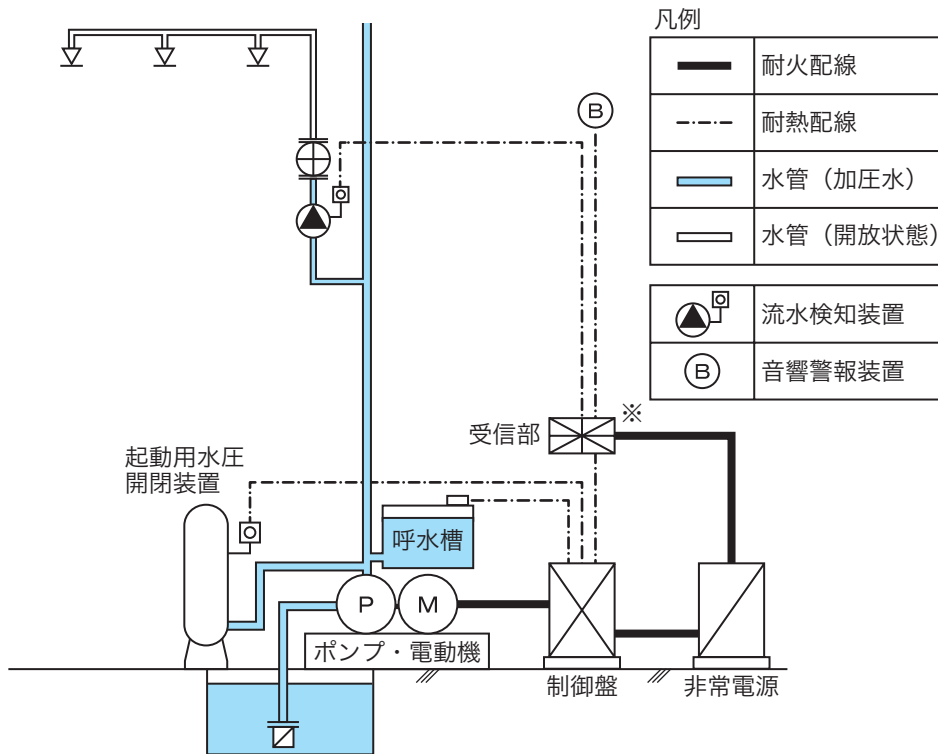 凡例
耐火配線
耐熱配線
水管（加圧水）
水管（開放状態）
流水検知装置
B
音響警報装置
B
※
受信部
起動用水圧
開閉装置
呼水槽
P
M
ポンプ・電動機
制御盤
非常電源